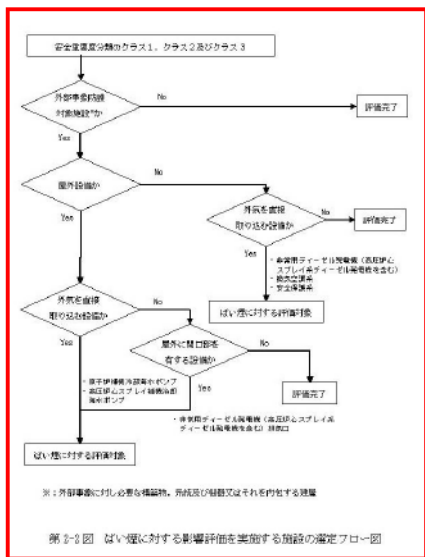 安全重要度分類のクラス1、クラス2及びクラス3
外部事象防護
対象施設※か
No
評価完了
Yes
屋外設備か
No
Yes
外気を直接
取り込む設備か
No
評価完了
Yes
・非常用ディーゼル発電機（高圧炉心
スプレイ系ディーゼル発電機を含む）
・換気空調系
・安全保護系
ばい煙に対する評価対象
外気を直接
取り込む設備か
No
屋外に開口部を
有する設備か
No
Yes
評価完了
Yes
・原子炉補機冷却海水ポンプ
・高圧炉心スプレイ補機冷却
海水ポンプ
・非常用ディーゼル発電機（高圧炉心スプレイ系
ディーゼル発電機を含む）排気口
ばい煙に対する評価対象
※：外部事象に対し必要な構築物、系統及び機器又はそれを内包する建屋
第2-2図 ばい煙に対する影響評価を実施する施設の選定フロー図